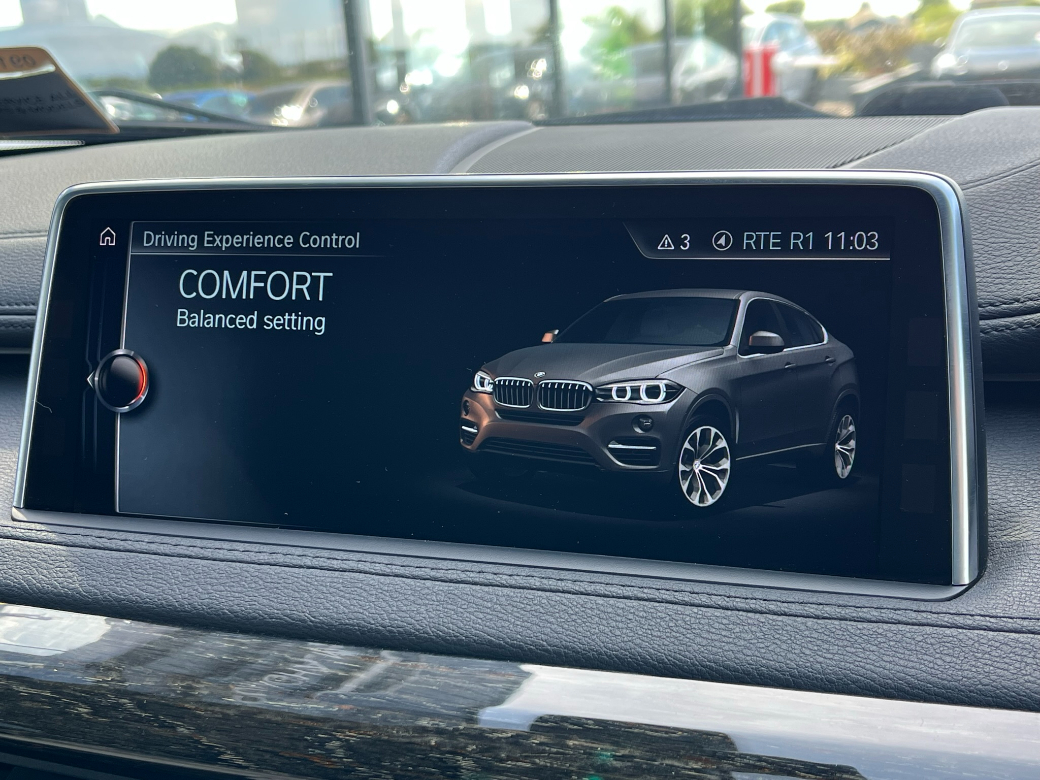 Driving Experience Control
3 RTE R1 11:03
COMFORT
Balanced setting